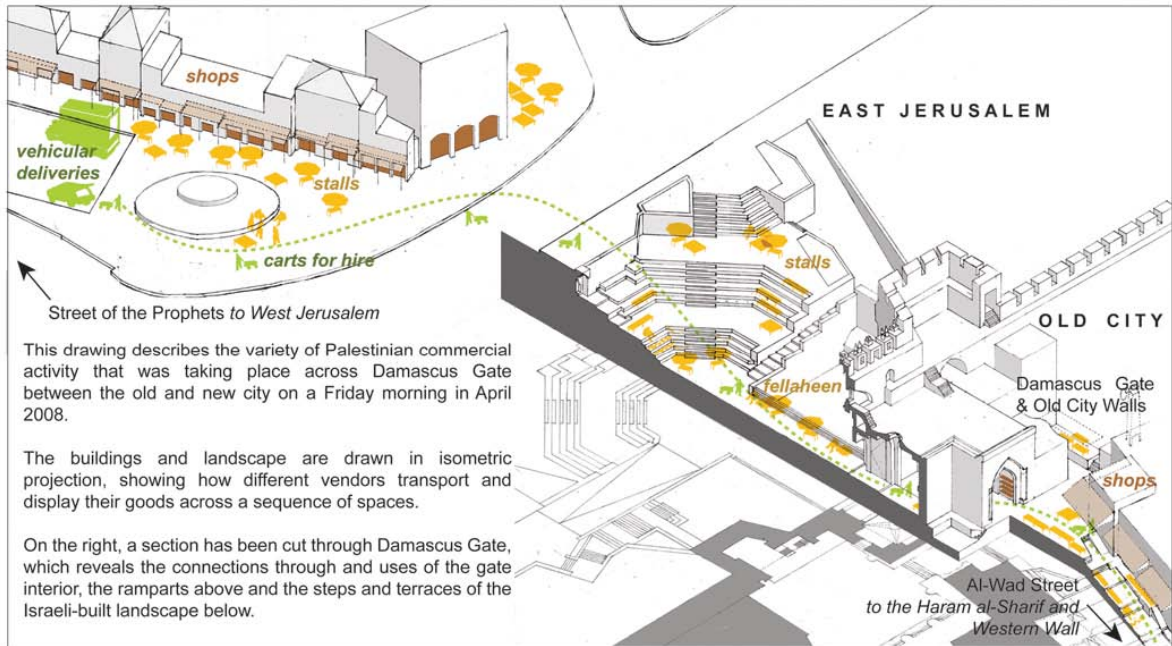 shops
EAST JERUSALEM
vehicular
deliveries
stalls
carts for hire
Street of the Prophets to West Jerusalem
stalls
OLD CITY
fellaheen
Damascus Gate
& Old City Walls
shops
Al-Wad Street
to the Haram al-Sharif and
Western Wall
This drawing describes the variety of Palestinian commercial
activity that was taking place across Damascus Gate
between the old and new city on a Friday morning in April
2008.
The buildings and landscape are drawn in isometric
projection, showing how different vendors transport and
display their goods across a sequence of spaces.
On the right, a section has been cut through Damascus Gate,
which reveals the connections through and uses of the gate
interior, the ramparts above and the steps and terraces of the
Israeli-built landscape below.